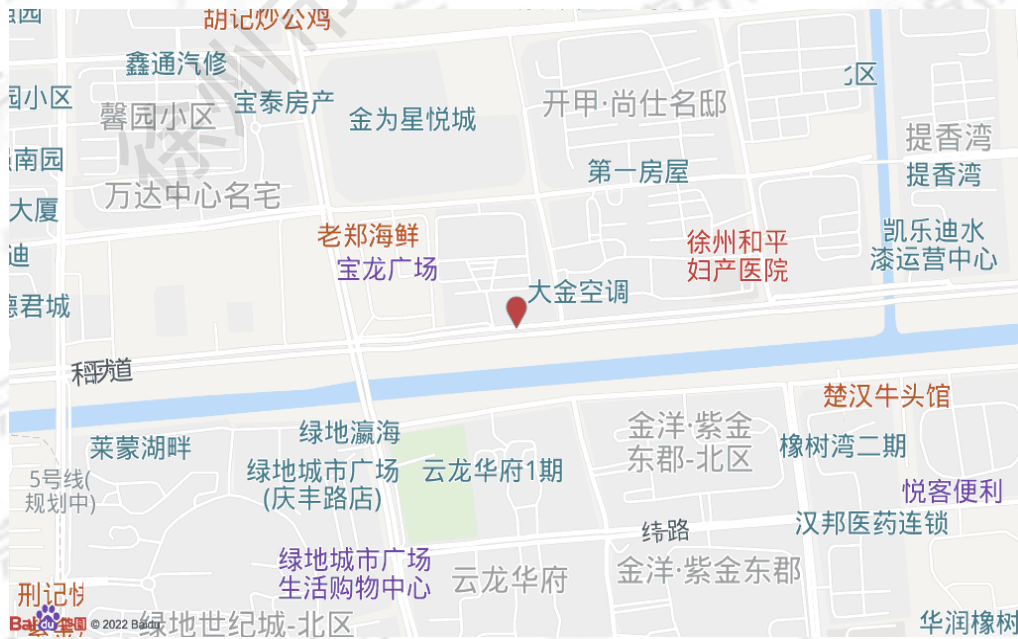 胡记炒公鸡
鑫通汽修
北区
园小区
宝泰房产
馨园小区
金为星悦城
开甲·尚仕名邸
提香湾
南园
第一房屋
提香湾
万达中心名宅
大厦
老郑海鲜
徐州和平
妇产医院
凯乐迪水
漆运营中心
迪
宝龙广场
大金空调
德君城
道
楚汉牛头馆
绿地瀛海
金洋·紫金
东郡-北区
莱蒙湖畔
橡树湾二期
绿地城市广场
(庆丰路店)
云龙华府1期
5号线(
规划中)
悦客便利
纬路
汉邦医药连锁
绿地城市广场
生活购物中心
云龙华府
金洋·紫金东郡
刑记
绿地世纪城-北区
华润橡树
Bai du 地图
© 2022 Baidu
徐州市